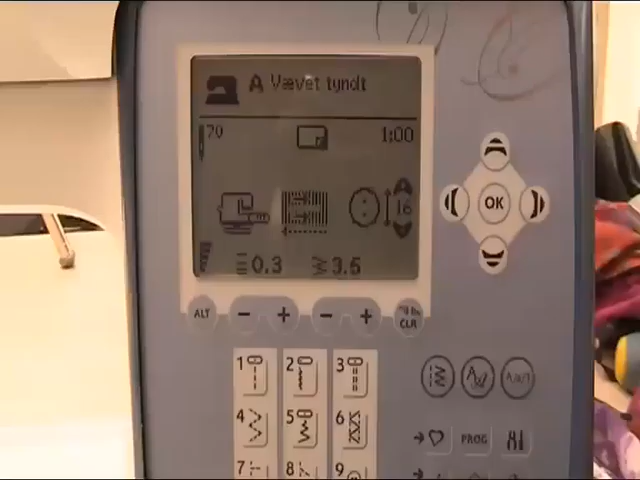 A Vævet tyndt
70 1:00
16
0.3 3.5
OK
ALT - + - + CLR
1 2 3
4 5 6
PROG
7 8 9